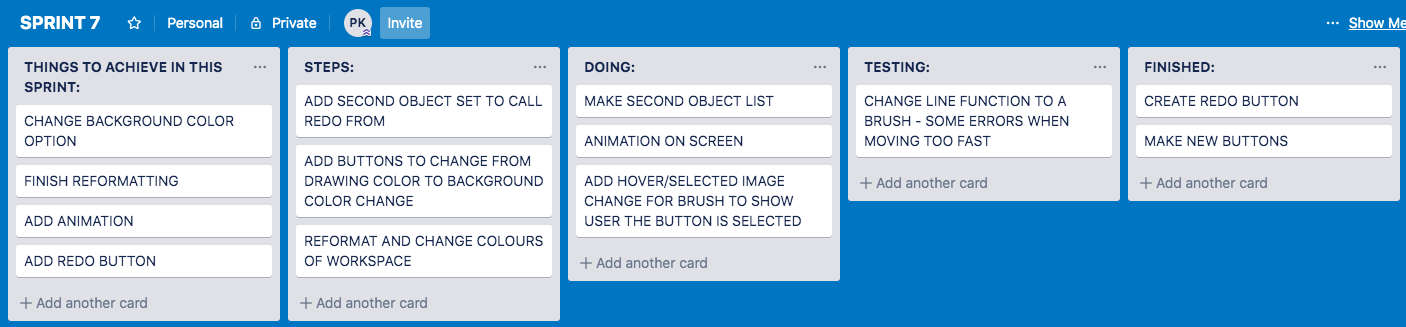 SPRINT 7
Personal
Private
PK
Invite
... Show Me
THINGS TO ACHIEVE IN THIS
SPRINT:
CHANGE BACKGROUND COLOR
OPTION
FINISH REFORMATTING
ADD ANIMATION
ADD REDO BUTTON
+ Add another card
STEPS:
ADD SECOND OBJECT SET TO CALL
REDO FROM
ADD BUTTONS TO CHANGE FROM
DRAWING COLOR TO BACKGROUND
COLOR CHANGE
REFORMAT AND CHANGE COLOURS
OF WORKSPACE
+ Add another card
DOING:
MAKE SECOND OBJECT LIST
ANIMATION ON SCREEN
ADD HOVER/SELECTED IMAGE
CHANGE FOR BRUSH TO SHOW
USER THE BUTTON IS SELECTED
+ Add another card
TESTING:
CHANGE LINE FUNCTION TO A
BRUSH - SOME ERRORS WHEN
MOVING TOO FAST
+ Add another card
FINISHED:
CREATE REDO BUTTON
MAKE NEW BUTTONS
+ Add another card